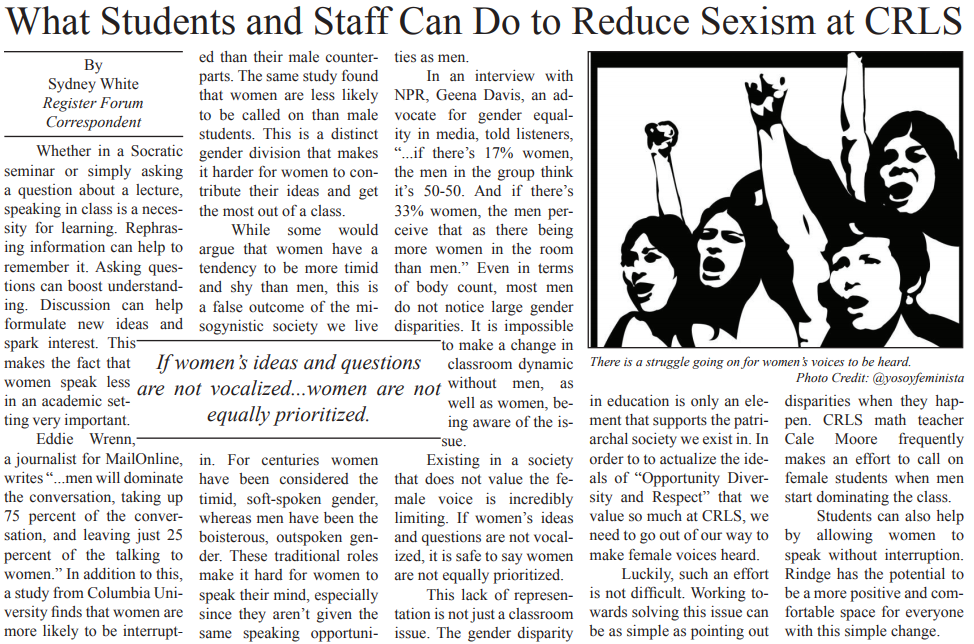 What Students and Staff Can Do to Reduce Sexism at CRLS
By
Sydney White
Register Forum
Correspondent
Whether in a Socratic
seminar or simply asking
a question about a lecture,
speaking in class is a neces-
sity for learning. Rephras-
ing information can help to
remember it. Asking ques-
tions can boost understand-
ing. Discussion can help
formulate new ideas and
spark interest. This
makes the fact that
women speak less
in an academic set-
ting very important.
Eddie Wrenn,
a journalist for MailOnline,
writes “...men will dominate
the conversation, taking up
75 percent of the conver-
sation, and leaving just 25
percent of the talking to
women.” In addition to this,
a study from Columbia Uni-
versity finds that women are
more likely to be interrupt-
ed than their male counter-
parts. The same study found
that women are less likely
to be called on than male
students. This is a distinct
gender division that makes
it harder for women to con-
tribute their ideas and get
the most out of a class.
While some would
argue that women have a
tendency to be more timid
and shy than men, this is
a false outcome of the mi-
sogynistic society we live
If women’s ideas and questions
are not vocalized...women are not
equally prioritized.
in. For centuries women
have been considered the
timid, soft-spoken gender,
whereas men have been the
boisterous, outspoken gen-
der. These traditional roles
make it hard for women to
speak their mind, especially
since they aren’t given the
same speaking opportuni-
ties as men.
In an interview with
NPR, Geena Davis, an ad-
vocate for gender equal-
ity in media, told listeners,
“...if there’s 17% women,
the men in the group think
it’s 50-50. And if there’s
33% women, the men per-
ceive that as there being
more women in the room
than men.” Even in terms
of body count, most men
do not notice large gender
disparities. It is impossible
to make a change in
classroom dynamic
without men, as
well as women, be-
ing aware of the is-
sue.
Existing in a society
that does not value the fe-
male voice is incredibly
limiting. If women’s ideas
and questions are not vocal-
ized, it is safe to say women
are not equally prioritized.
This lack of represen-
tation is not just a classroom
issue. The gender disparity
There is a struggle going on for women’s voices to be heard.
Photo Credit: @yosoyfeminista
in education is only an ele-
ment that supports the patri-
archal society we exist in. In
order to to actualize the ide-
als of “Opportunity Diver-
sity and Respect” that we
value so much at CRLS, we
need to go out of our way to
make female voices heard.
Luckily, such an effort
is not difficult. Working to-
wards solving this issue can
be as simple as pointing out
disparities when they hap-
pen. CRLS math teacher
Cale Moore frequently
makes an effort to call on
female students when men
start dominating the class.
Students can also help
by allowing women to
speak without interruption.
Rindge has the potential to
be a more positive and com-
fortable space for everyone
with this simple change.